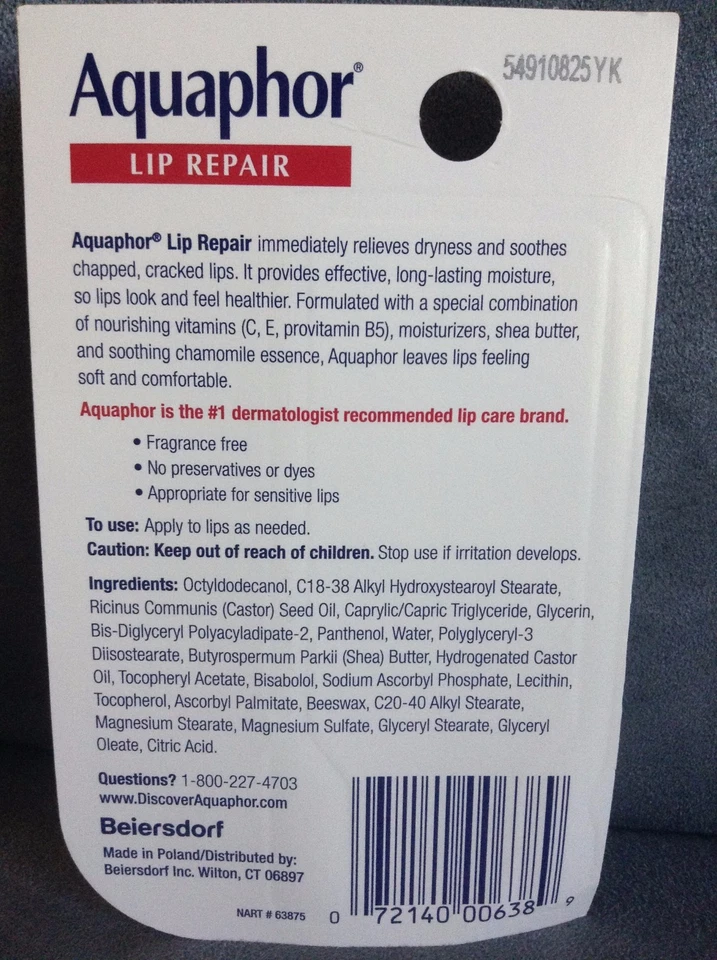 54910825YK
Aquaphor®
LIP REPAIR
Aquaphor® Lip Repair immediately relieves dryness and soothes
chapped, cracked lips. It provides effective, long-lasting moisture,
so lips look and feel healthier. Formulated with a special combination
of nourishing vitamins (C, E, provitamin B5), moisturizers, shea butter,
and soothing chamomile essence, Aquaphor leaves lips feeling
soft and comfortable.
Aquaphor is the #1 dermatologist recommended lip care brand.
• Fragrance free
• No preservatives or dyes
• Appropriate for sensitive lips
To use: Apply to lips as needed.
Caution: Keep out of reach of children. Stop use if irritation develops.
Ingredients: Octyldodecanol, C18-38 Alkyl Hydroxystearoyl Stearate,
Ricinus Communis (Castor) Seed Oil, Caprylic/Capric Triglyceride, Glycerin,
Bis-Diglyceryl Polyacyladipate-2, Panthenol, Water, Polyglyceryl-3
Diisostearate, Butyrospermum Parkii (Shea) Butter, Hydrogenated Castor
Oil, Tocopheryl Acetate, Bisabolol, Sodium Ascorbyl Phosphate, Lecithin,
Tocopherol, Ascorbyl Palmitate, Beeswax, C20-40 Alkyl Stearate,
Magnesium Stearate, Magnesium Sulfate, Glyceryl Stearate, Glyceryl
Oleate, Citric Acid.
Questions? 1-800-227-4703
www.DiscoverAquaphor.com
Beiersdorf
Made in Poland/Distributed by:
Beiersdorf Inc. Wilton, CT 06897
NART # 63875
0 72140 00638 9